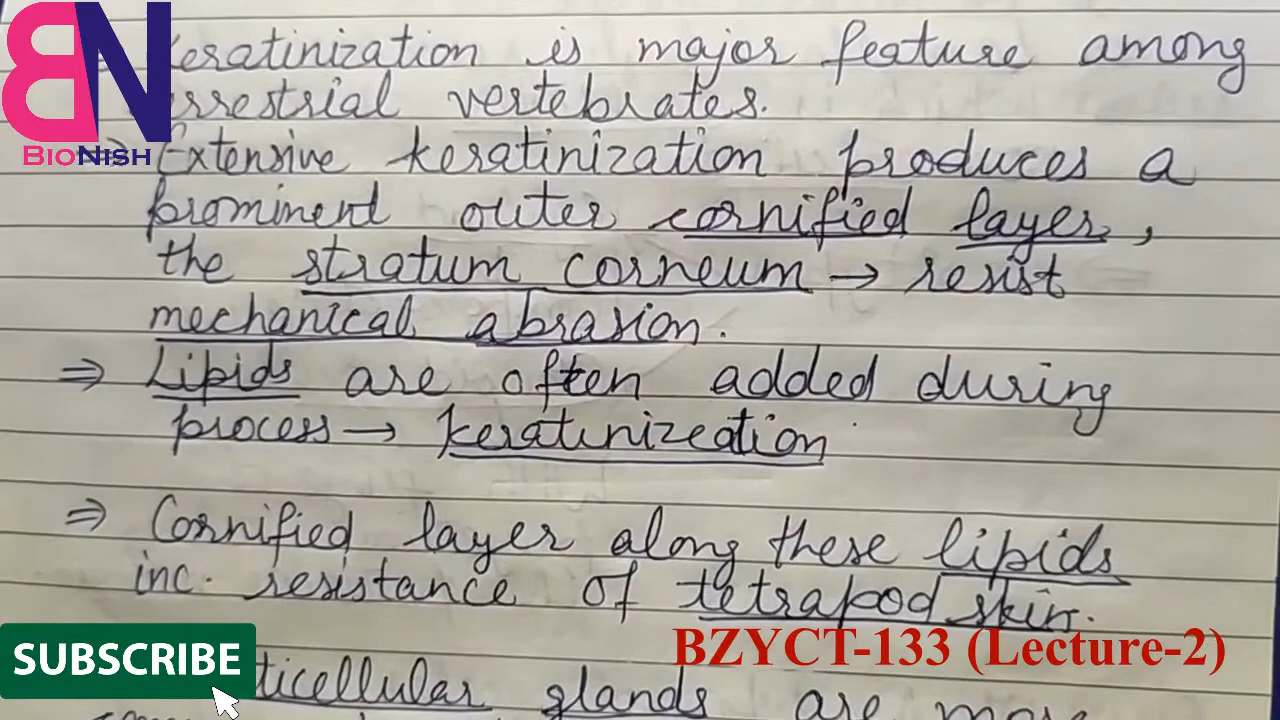 BN
BIONISH
eratinization is major feature among
errestrial vertebrates.
⇒ Extensive keratinization produces a
prominent outer cornified layer,
the stratum corneum → resist
mechanical abrasion.
⇒ Lipids are often added during
process → keratinization
⇒ Cornified layer along these lipids
inc. resistance of tetrapod skin.
BZYCT-133 (Lecture-2)
SUBSCRIBE
ticellular glands are more